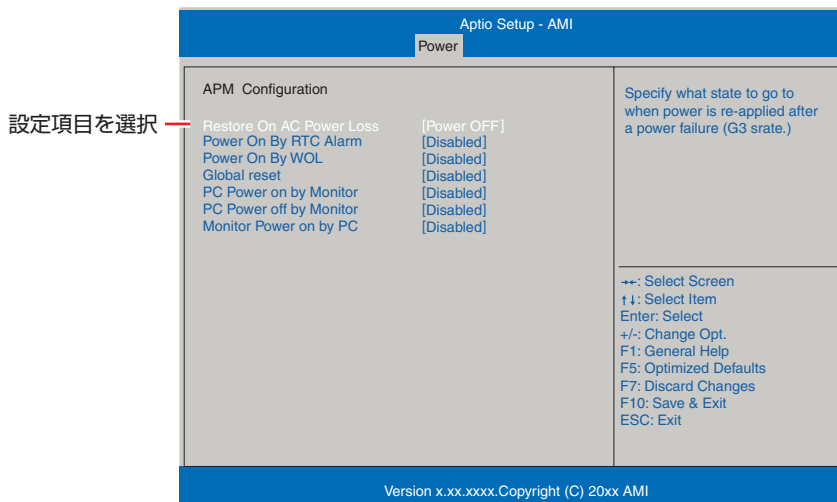 Aptio Setup - AMI
Power
APM Configuration
設定項目を選択
Restore On AC Power Loss [Power OFF]
Power On By RTC Alarm [Disabled]
Power On By WOL [Disabled]
Global reset [Disabled]
PC Power on by Monitor [Disabled]
PC Power off by Monitor [Disabled]
Monitor Power on by PC [Disabled]
Specify what state to go to
when power is re-applied after
a power failure (G3 srate.)
→←: Select Screen
↑↓: Select Item
Enter: Select
+/-: Change Opt.
F1: General Help
F5: Optimized Defaults
F7: Discard Changes
F10: Save & Exit
ESC: Exit
Version x.xx.xxxx.Copyright (C) 20xx AMI